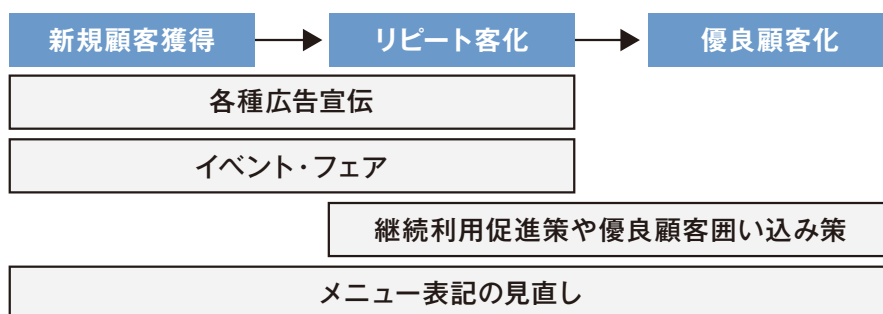 新規顧客獲得 リピート客化 優良顧客化
各種広告宣伝
イベント・フェア
継続利用促進策や優良顧客囲い込み策
メニュー表記の見直し